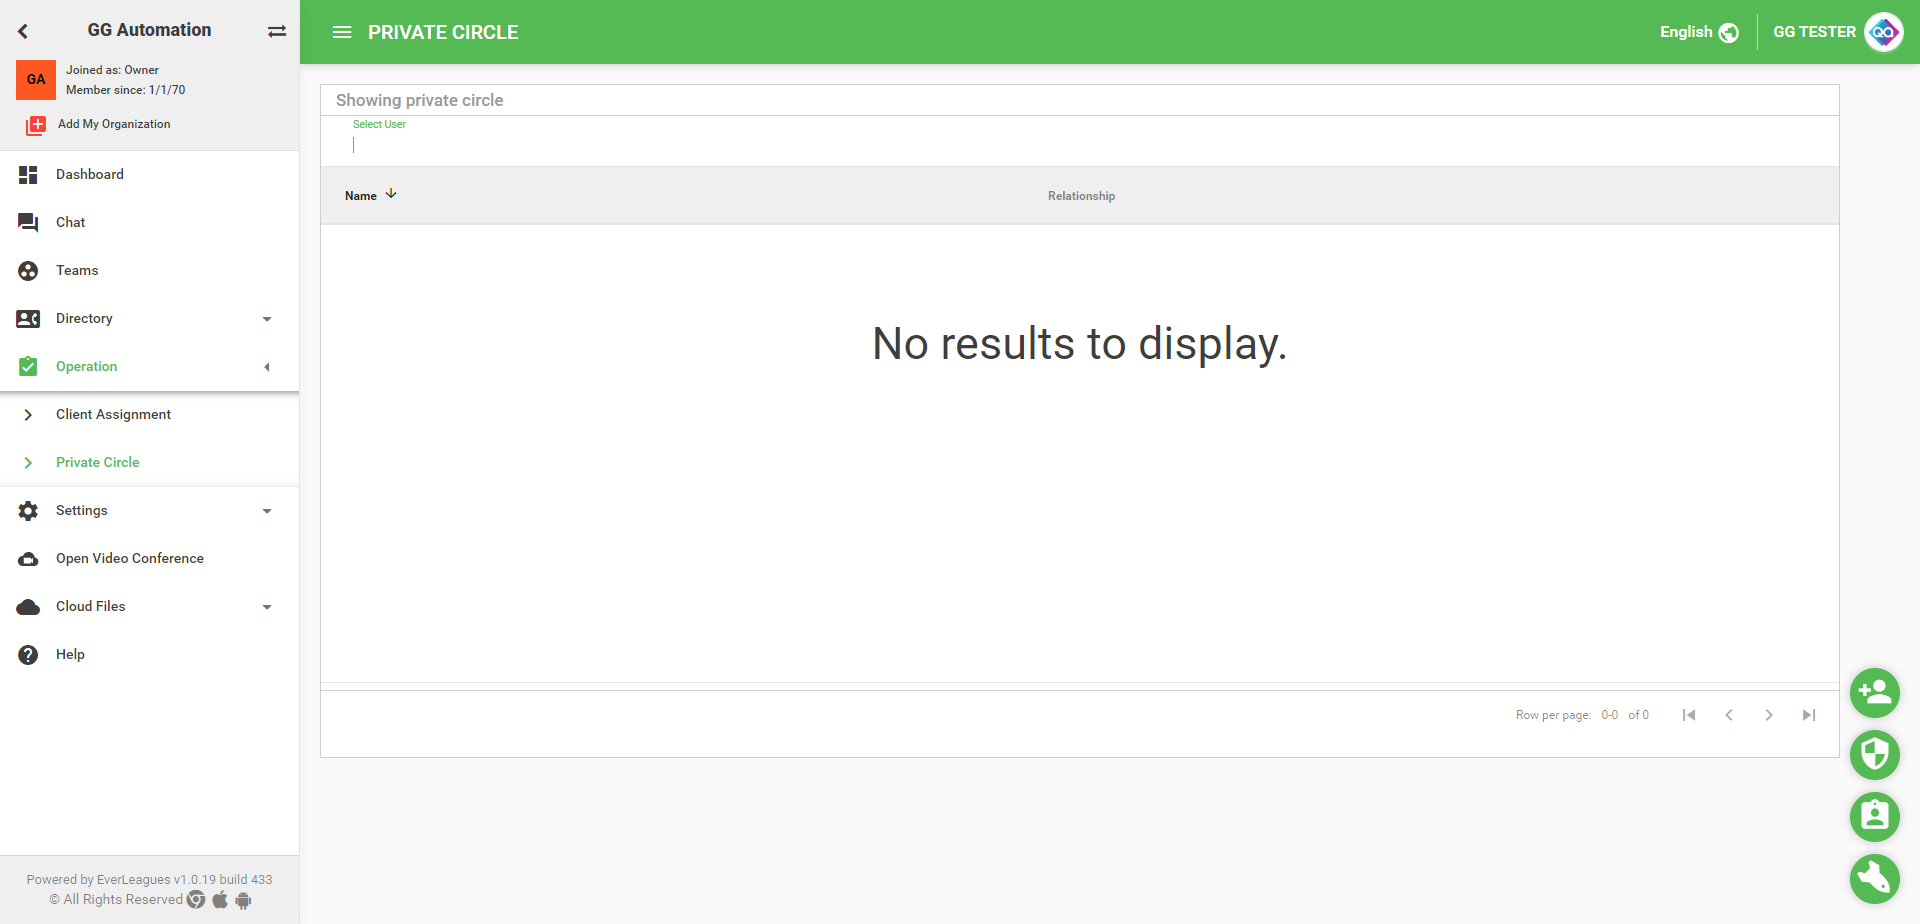 GG Automation
GA
Joined as: Owner
Member since: 1/1/70
Add My Organization
Dashboard
Chat
Teams
Directory
Operation
Client Assignment
Private Circle
Settings
Open Video Conference
Cloud Files
Help
Powered by EverLeagues v1.0.19 build 433
© All Rights Reserved
PRIVATE CIRCLE
English
GG TESTER
QA
Showing private circle
Select User
Name
Relationship
No results to display.
Row per page: 0-0 of 0